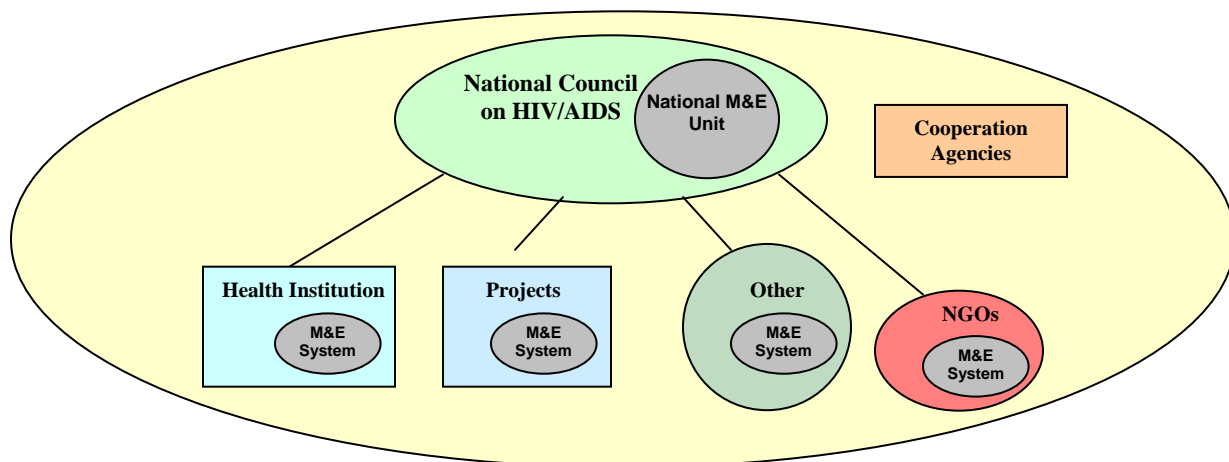 National Council
on HIV/AIDS
National M&E
Unit
Cooperation
Agencies
Health Institution
M&E
System
Projects
M&E
System
Other
M&E
System
NGOs
M&E
System